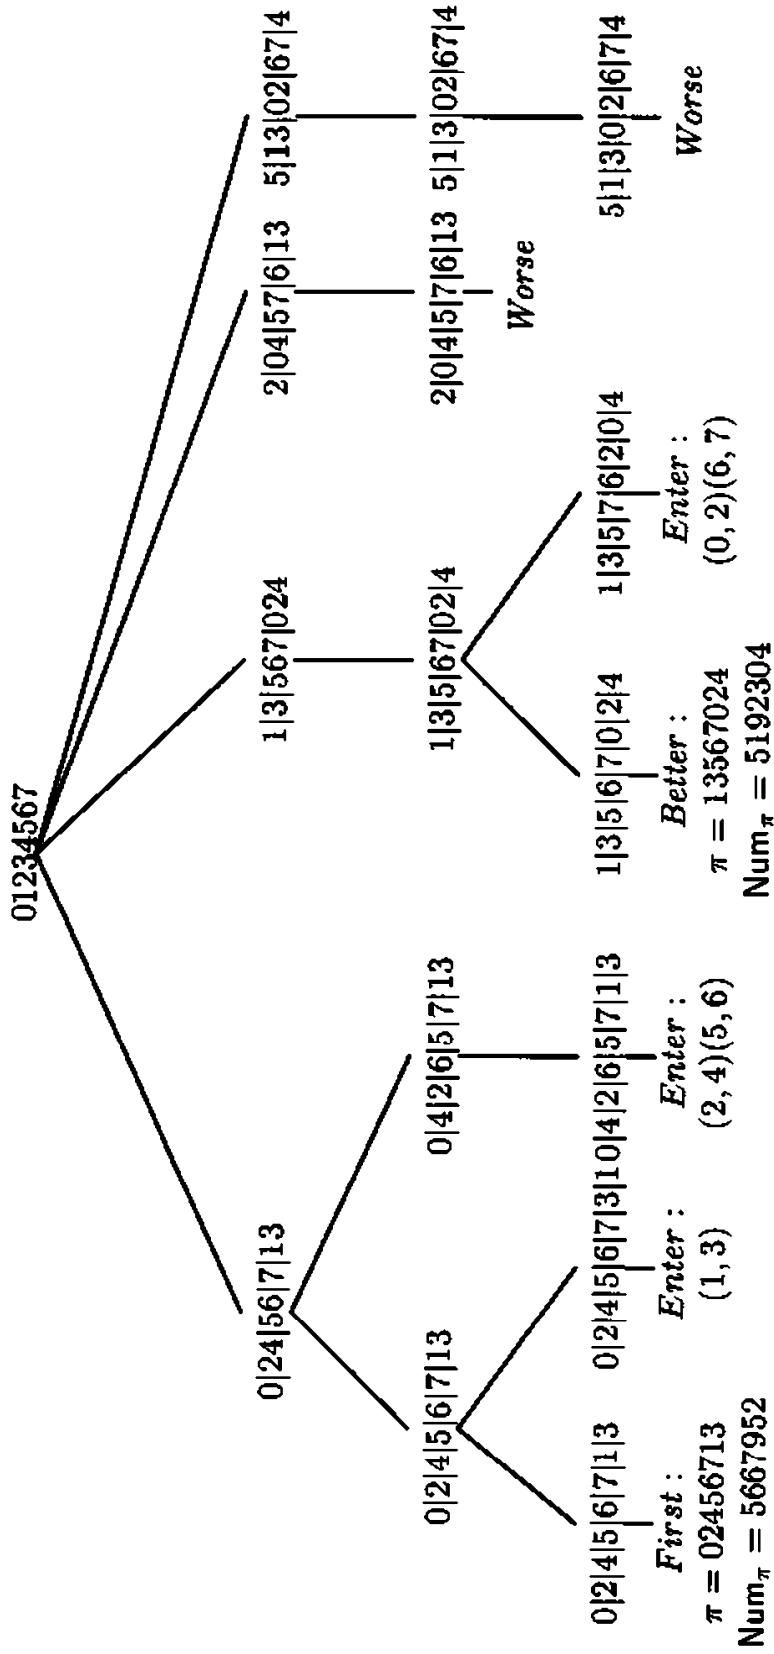 01234567
0|24|56|7|13
1|3|567|024
2|04|57|6|13
5|13|02|67|4
0|2|4|5|6|7|13
0|4|2|6|5|7|13
1|3|5|67|02|4
2|0|4|5|7|6|13
5|1|3|02|67|4
Worse
0|2|4|5|6|7|1|3
0|2|4|5|6|7|3|1
0|4|2|6|5|7|1|3
1|3|5|6|7|0|2|4
1|3|5|7|6|2|0|4
5|1|3|0|2|6|7|4
First :
π = 02456713
Num_π = 5667952
Enter :
(1, 3)
Enter :
(2, 4)(5, 6)
Better :
π = 13567024
Num_π = 5192304
Enter :
(0, 2)(6, 7)
Worse